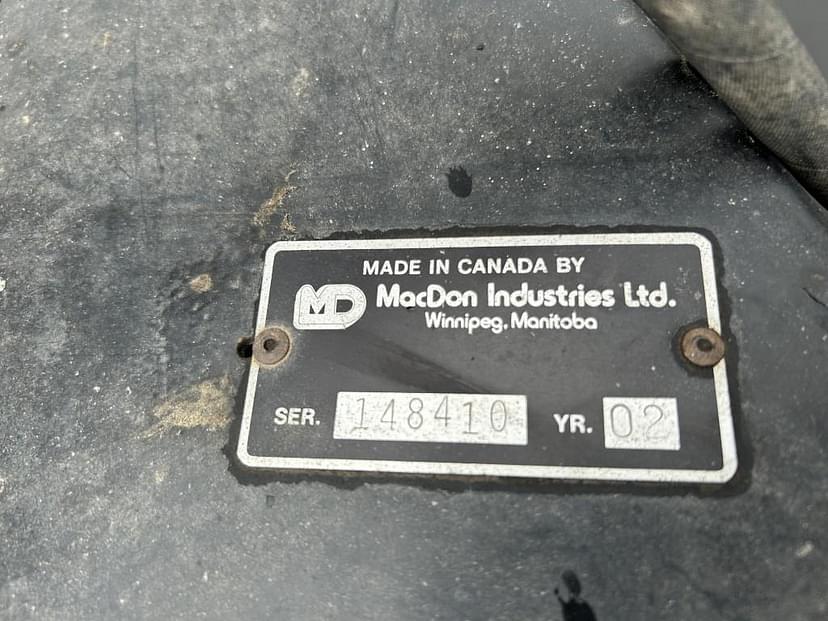 MADE IN CANADA BY
MD MacDon Industries Ltd.
Winnipeg, Manitoba
SER. 148410 YR. 02